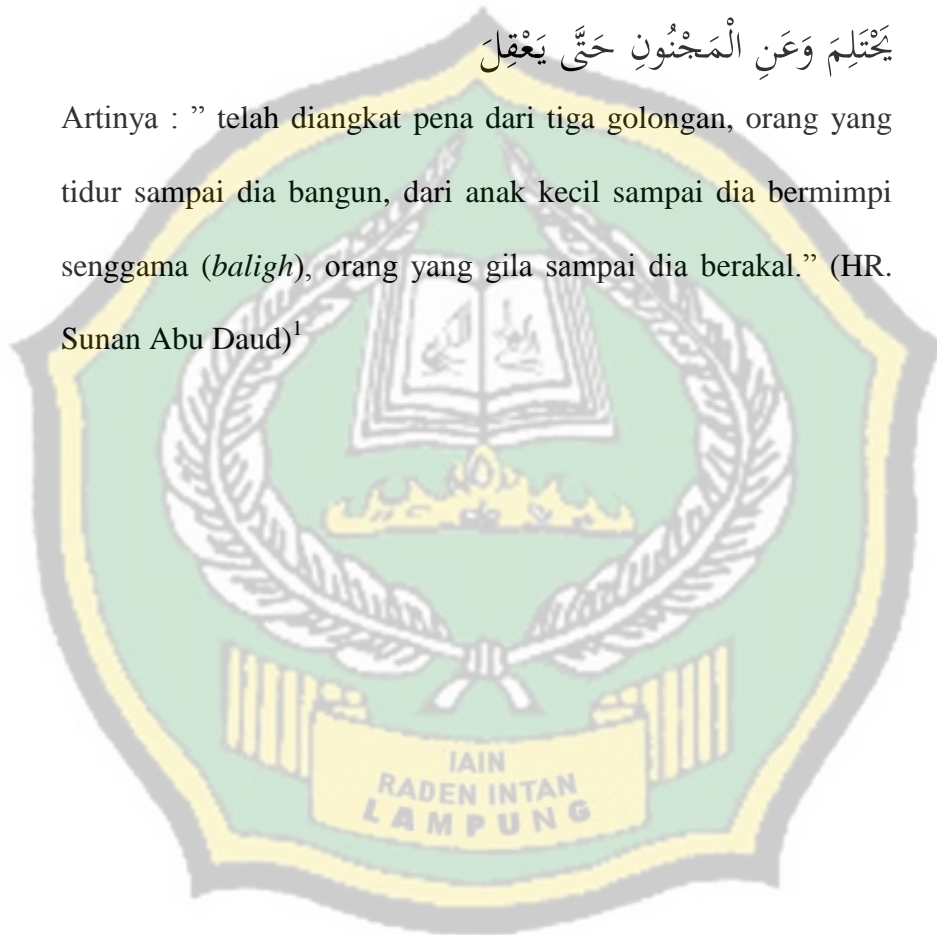 يَحْتَلِمَ وَعَنِ الْمَجْنُونِ حَتَّى يَعْقِلَ
Artinya : ” telah diangkat pena dari tiga golongan, orang yang
tidur sampai dia bangun, dari anak kecil sampai dia bermimpi
senggama (baligh), orang yang gila sampai dia berakal.” (HR.
Sunan Abu Daud)1
IAIN
RADEN INTAN
LAMPUNG